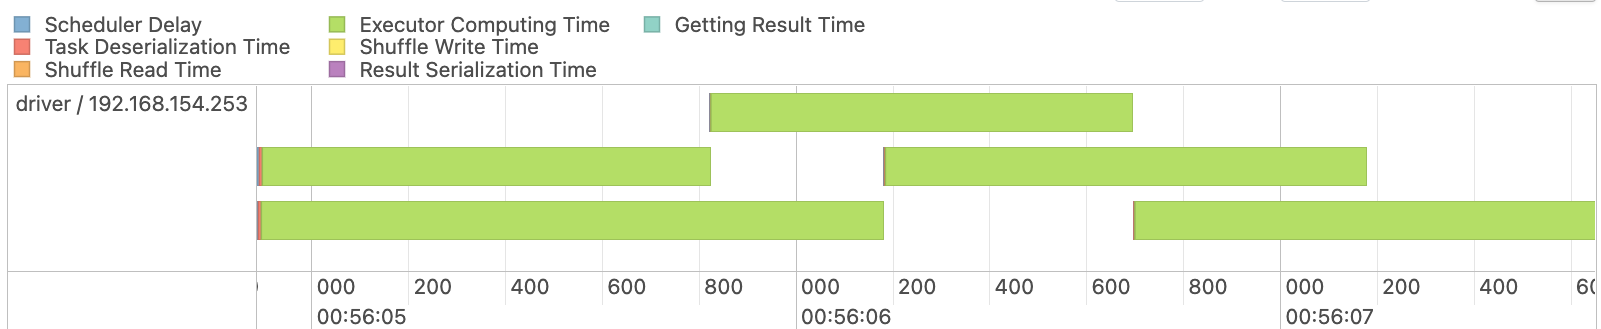 Scheduler Delay
Executor Computing Time
Getting Result Time
Task Deserialization Time
Shuffle Write Time
Shuffle Read Time
Result Serialization Time
driver / 192.168.154.253
000 200 400 600 800 000 200 400 600 800 000 200 400
00:56:05 00:56:06 00:56:07